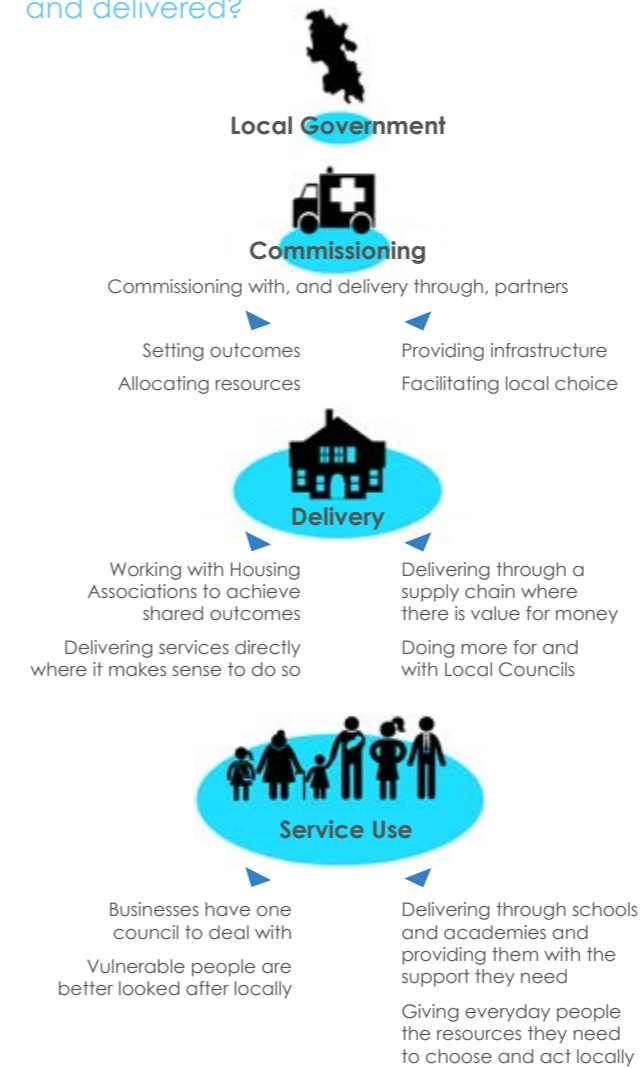 and delivered?
Local Government
Commissioning
Commissioning with, and delivery through, partners
Setting outcomes
Allocating resources
Providing infrastructure
Facilitating local choice
Delivery
Working with Housing
Associations to achieve
shared outcomes
Delivering services directly
where it makes sense to do so
Delivering through a
supply chain where
there is value for money
Doing more for and
with Local Councils
Service Use
Businesses have one
council to deal with
Vulnerable people are
better looked after locally
Delivering through schools
and academies and
providing them with the
support they need
Giving everyday people
the resources they need
to choose and act locally